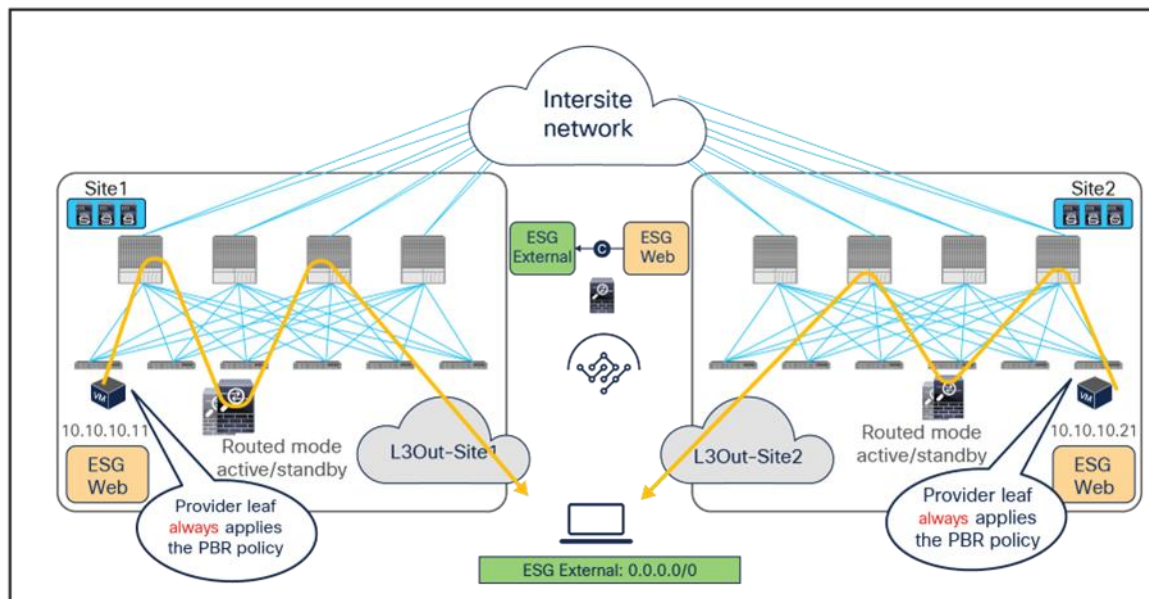 Intersite
network
Site1
S S S
Site2
S S S
ESG
External
C
ESG
Web
VM
10.10.10.11
ESG
Web
Routed mode
active/standby
L3Out-Site1
Provider leaf
always applies
the PBR policy
L3Out-Site2
Routed mode
active/standby
VM
10.10.10.21
ESG
Web
Provider leaf
always applies
the PBR policy
ESG External: 0.0.0.0/0